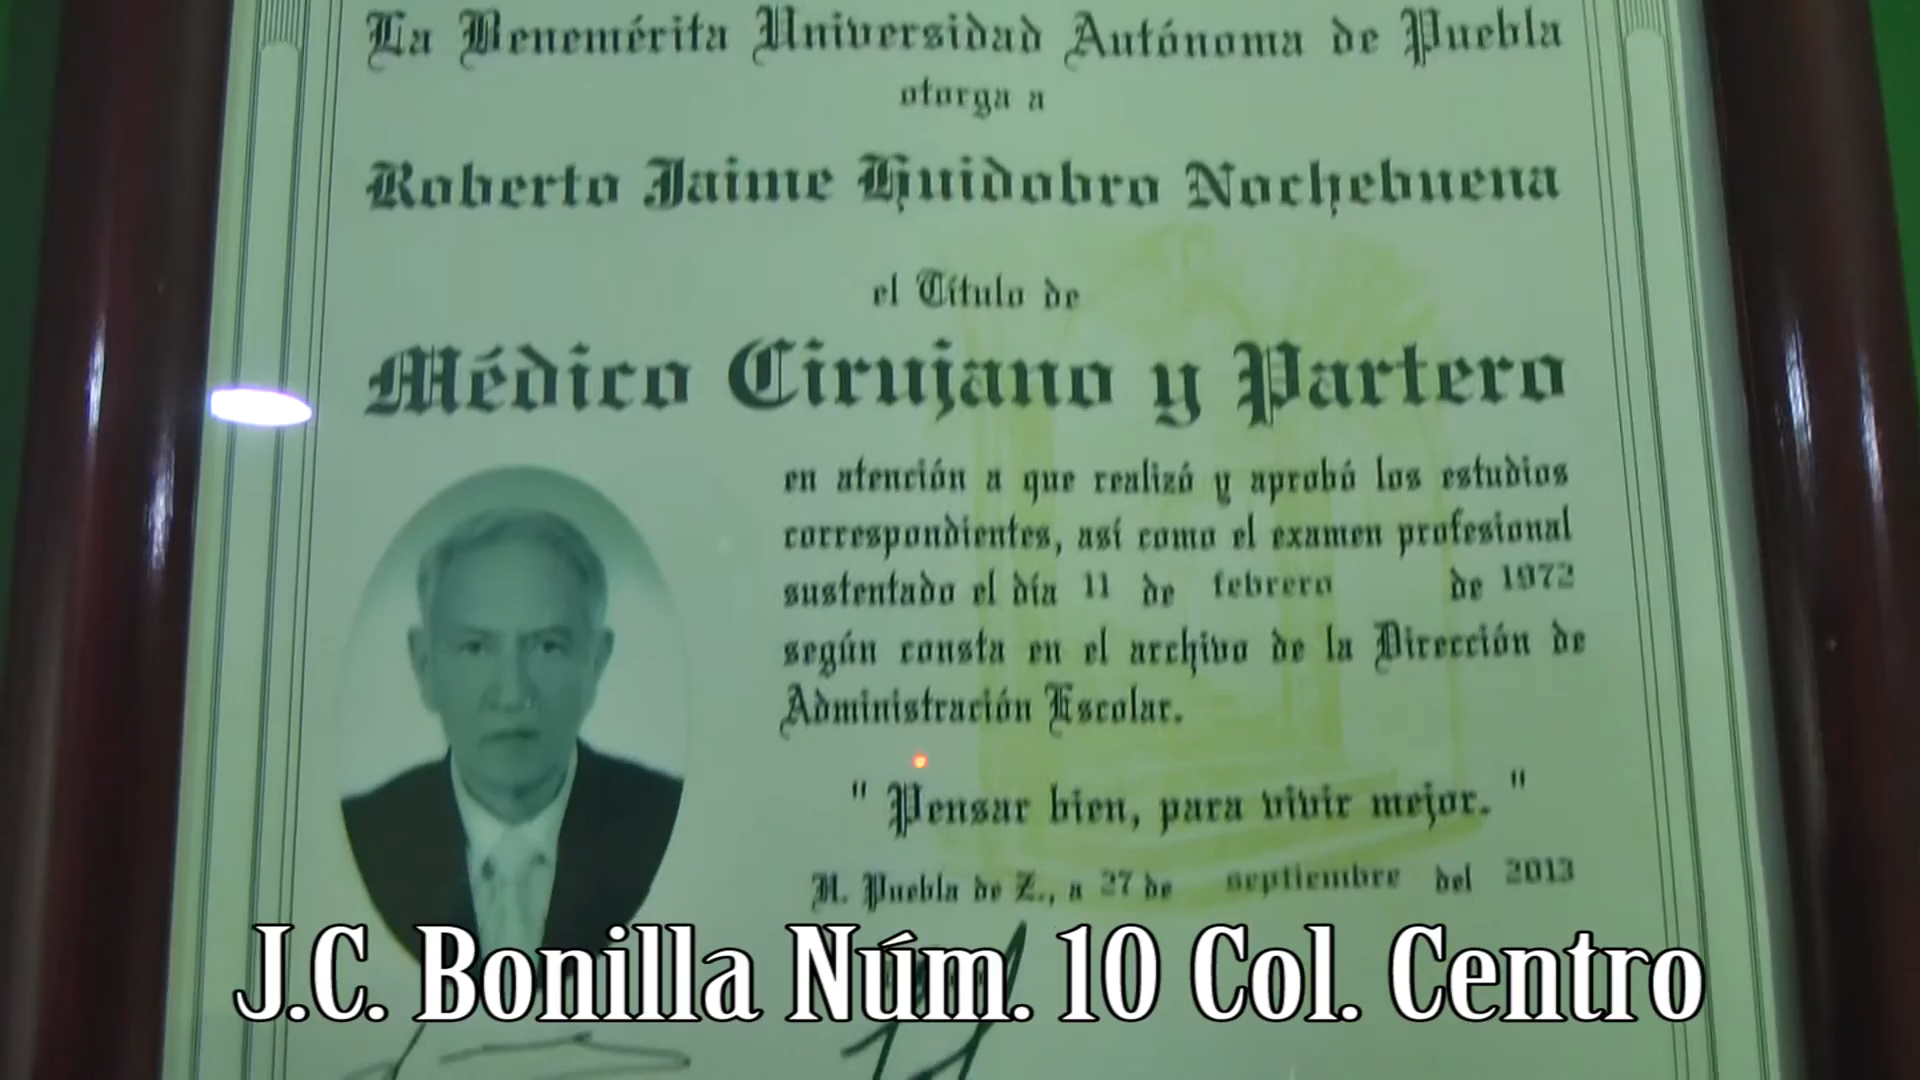 La Benemérita Universidad Autónoma de Puebla
otorga a
Roberto Jaime Huidobro Nochebuena
el Título de
Médico Cirujano y Partero
en atención a que realizó y aprobó los estudios
correspondientes, así como el examen profesional
sustentado el día 11 de febrero de 1972
según consta en el archivo de la Dirección de
Administración Escolar.
" Pensar bien, para vivir mejor. "
H. Puebla de Z., a 27 de septiembre del 2013
J.C. Bonilla Núm. 10 Col. Centro